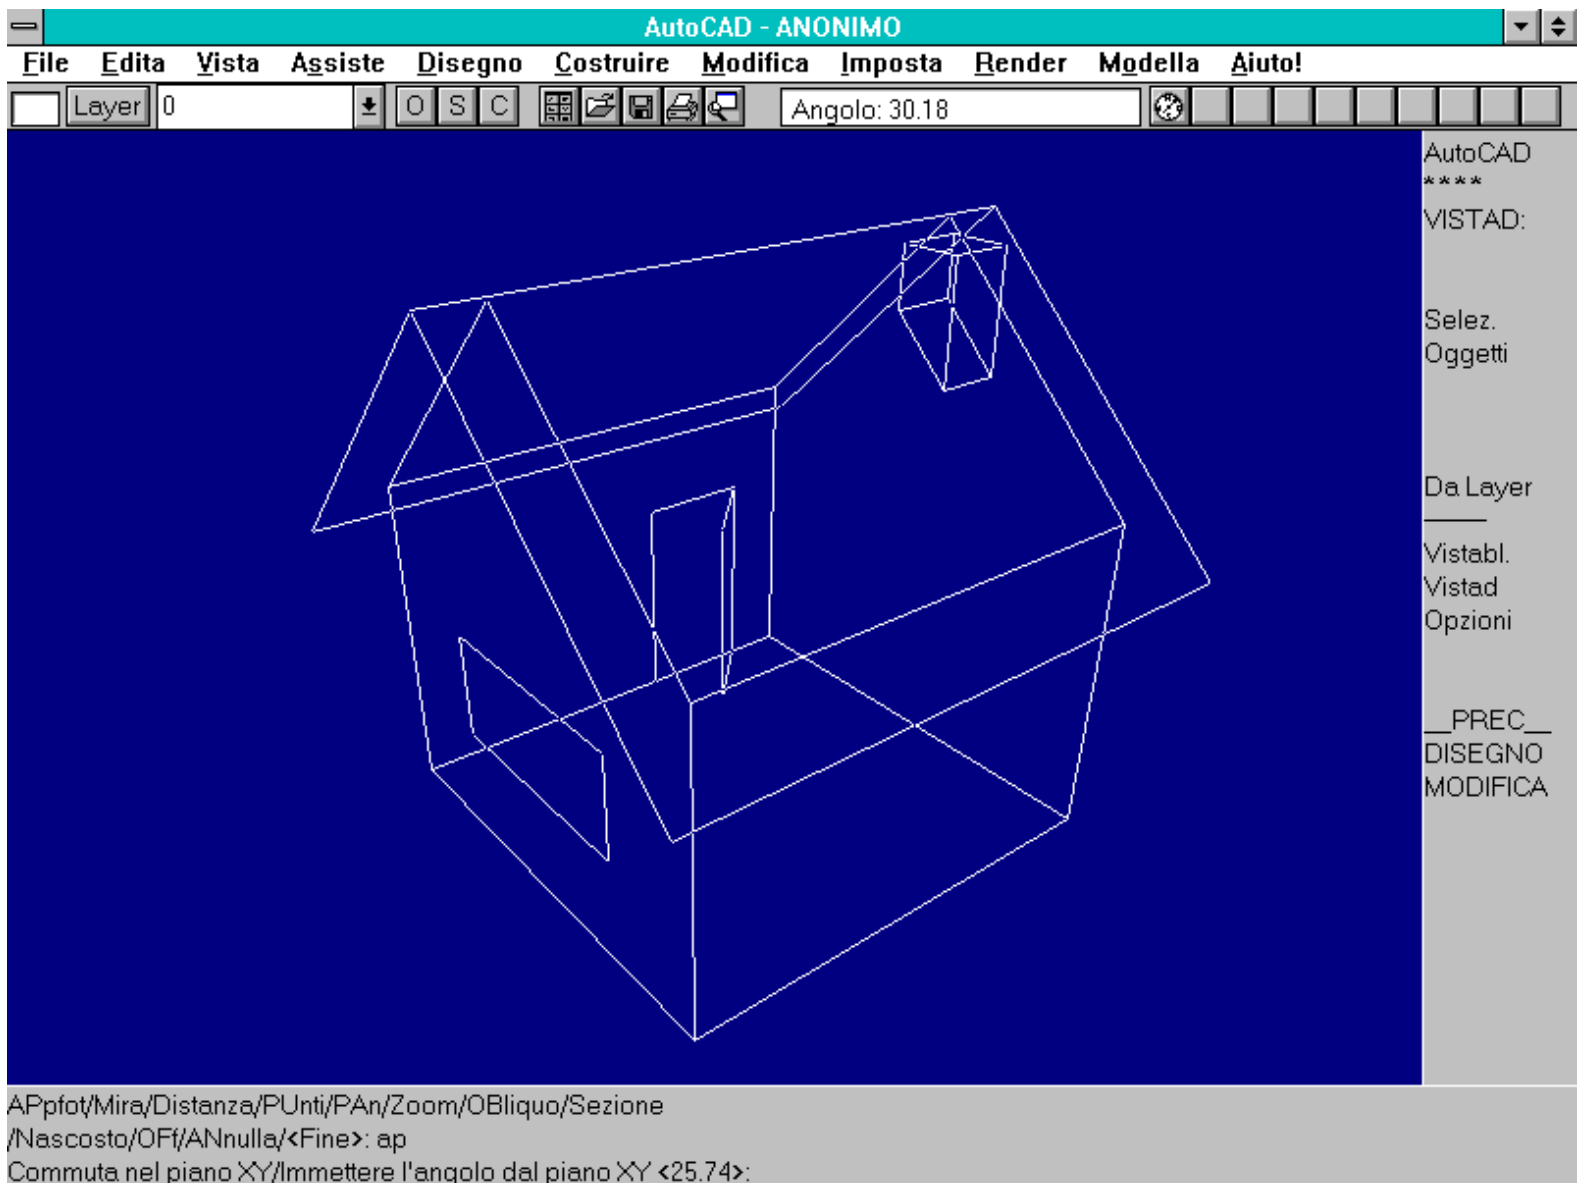 AutoCAD - ANONIMO
File Edita Vista Assiste Disegno Costruire Modifica Imposta Render Modella Aiuto!
Layer 0 O S C Angolo: 30.18
AutoCAD
****
VISTAD:
Selez.
Oggetti
Da Layer
Vistabl.
Vistad
Opzioni
__PREC__
DISEGNO
MODIFICA
APpfot/Mira/Distanza/PUnti/PAn/Zoom/OBliquo/Sezione
/Nascosto/OFf/ANnulla/<Fine>: ap
Commuta nel piano XY/Immettere l'angolo dal piano XY <25.74>: